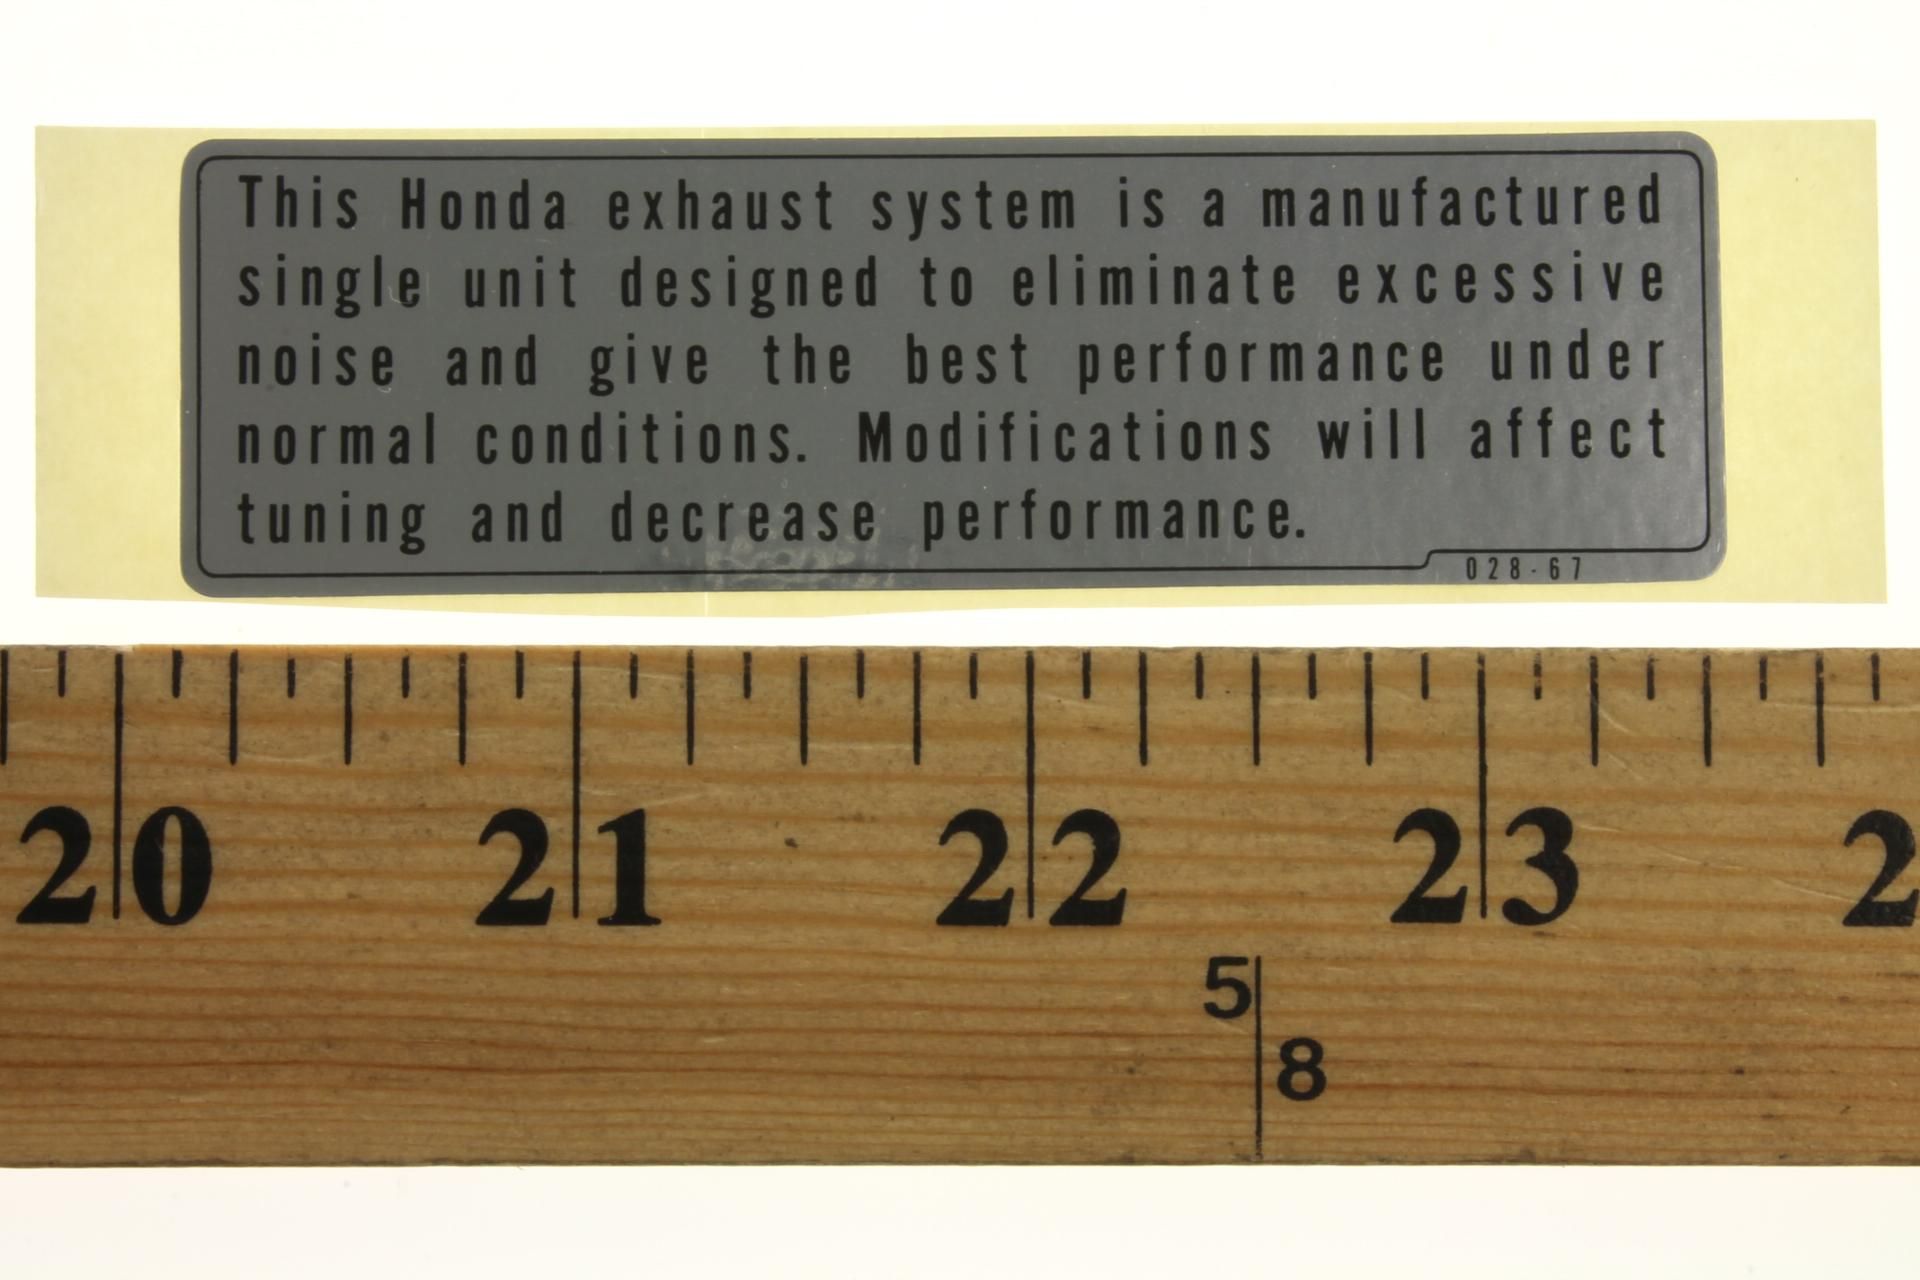 This Honda exhaust system is a manufactured
single unit designed to eliminate excessive
noise and give the best performance under
normal conditions. Modifications will affect
tuning and decrease performance.
028-67
20 21 22 23 2
5
8